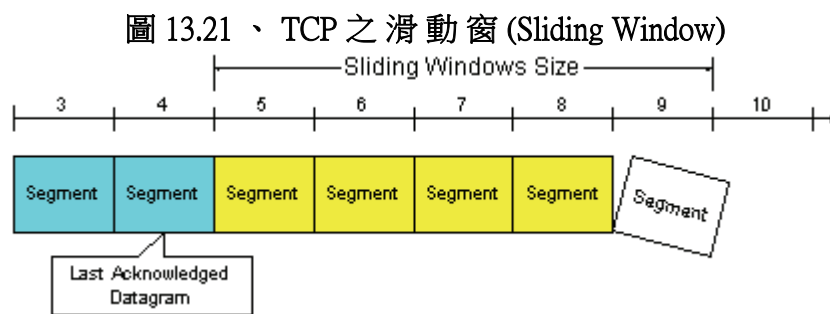 圖 13.21 、 TCP 之 滑 動 窗 (Sliding Window)
Sliding Windows Size
3 4 5 6 7 8 9 10
Segment Segment Segment Segment Segment Segment Segment
Last Acknowledged
Datagram